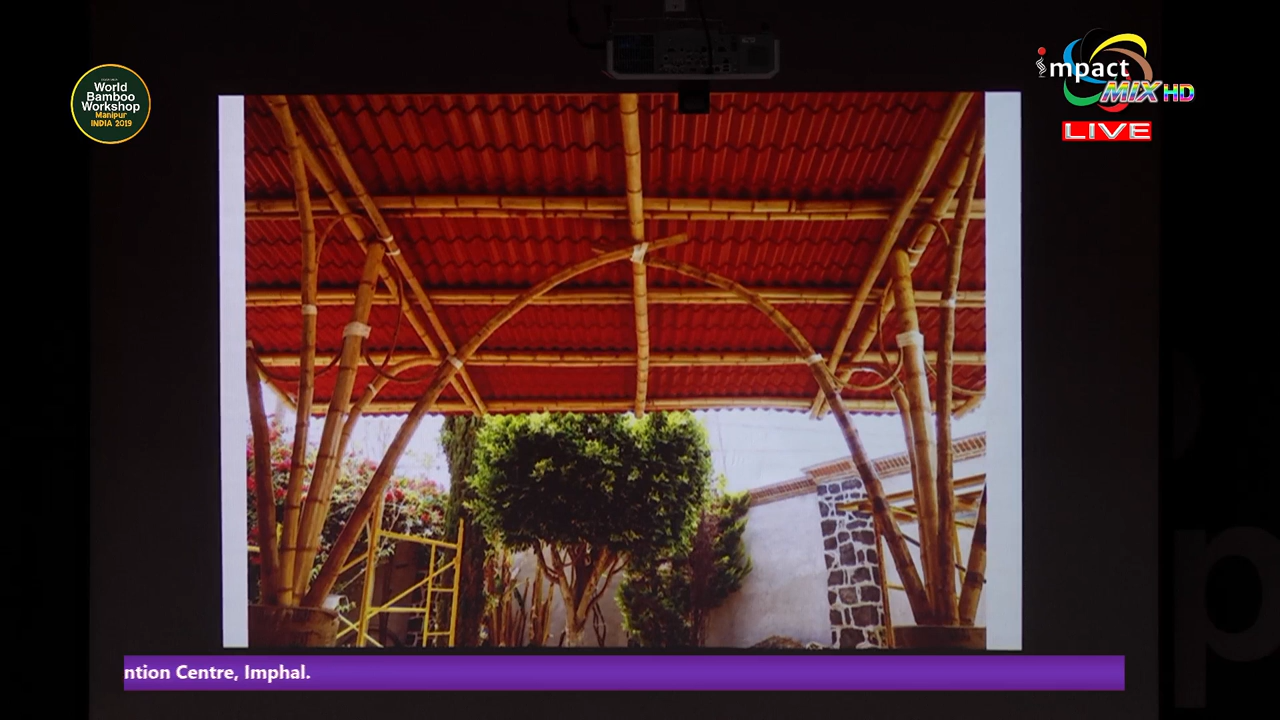 World
Bamboo
Workshop
Manipur
INDIA 2019
impact
MIX HD
LIVE
ntion Centre, Imphal.